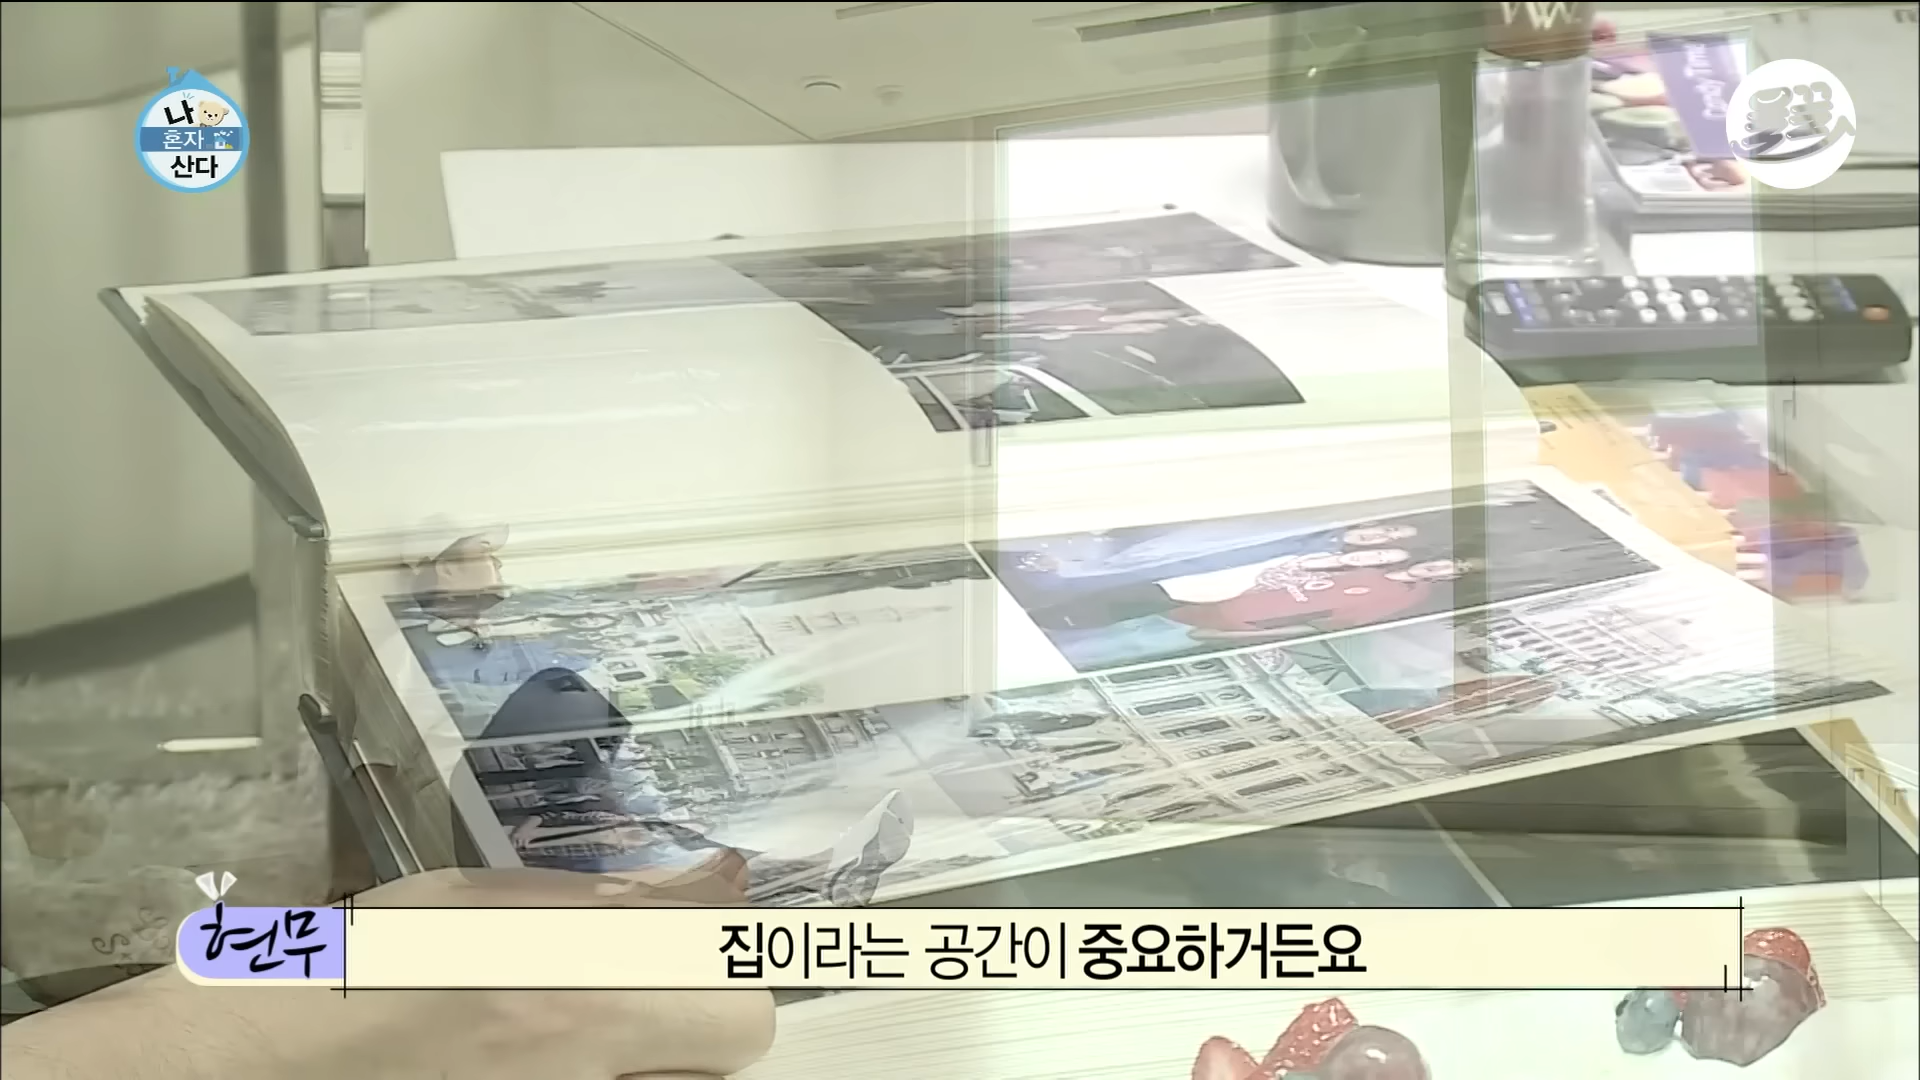 나
혼자
산다
현무
집이라는 공간이 중요하거든요